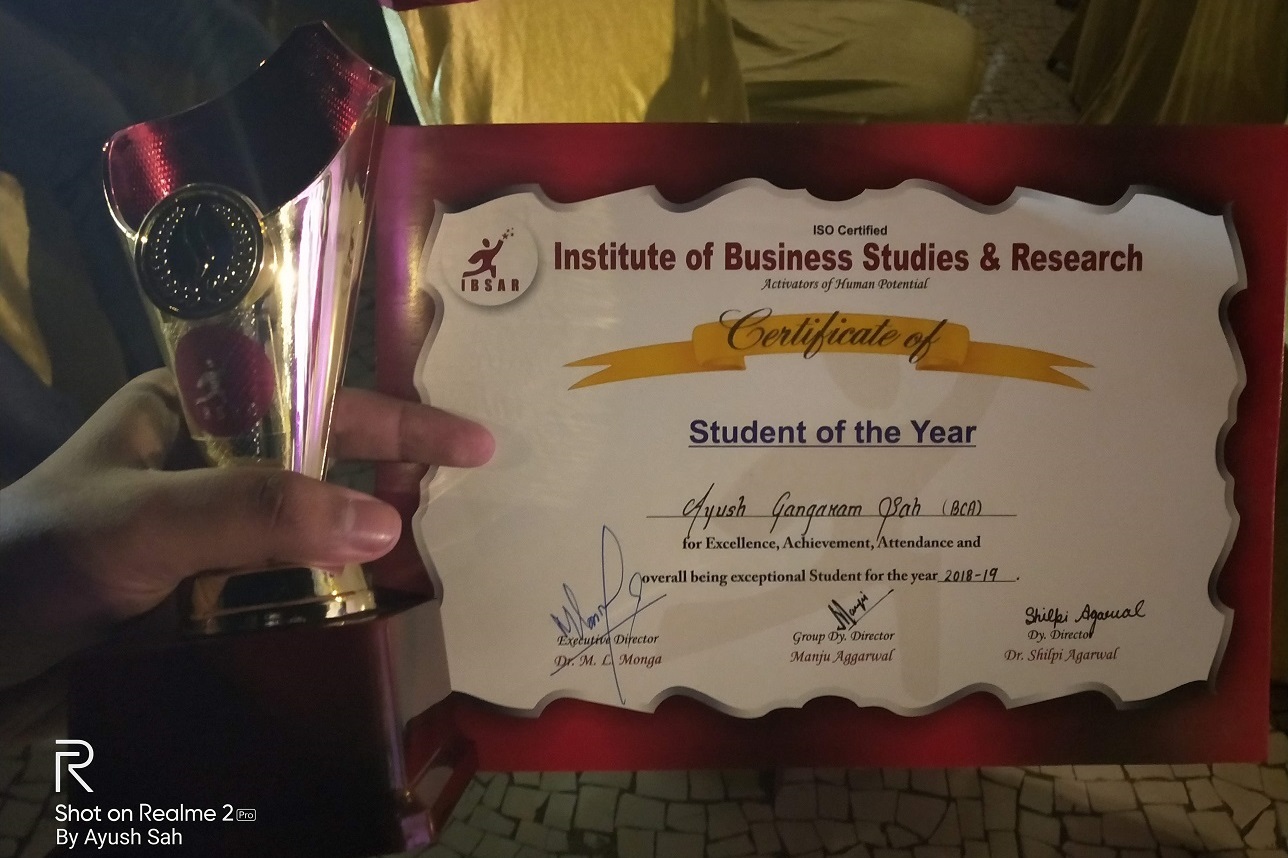 ISO Certified
Institute of Business Studies & Research
Activators of Human Potential
IBSAR
Certificate of
Student of the Year
Ayush Gangaram Sah (BCA)
for Excellence, Achievement, Attendance and
overall being exceptional Student for the year 2018-19.
Shilpi Agarwal
Executive Director
Group Dy. Director
Dy. Director
Dr. M. L. Monga
Manju Aggarwal
Dr. Shilpi Agarwal
R
Shot on Realme 2 Pro
By Ayush Sah